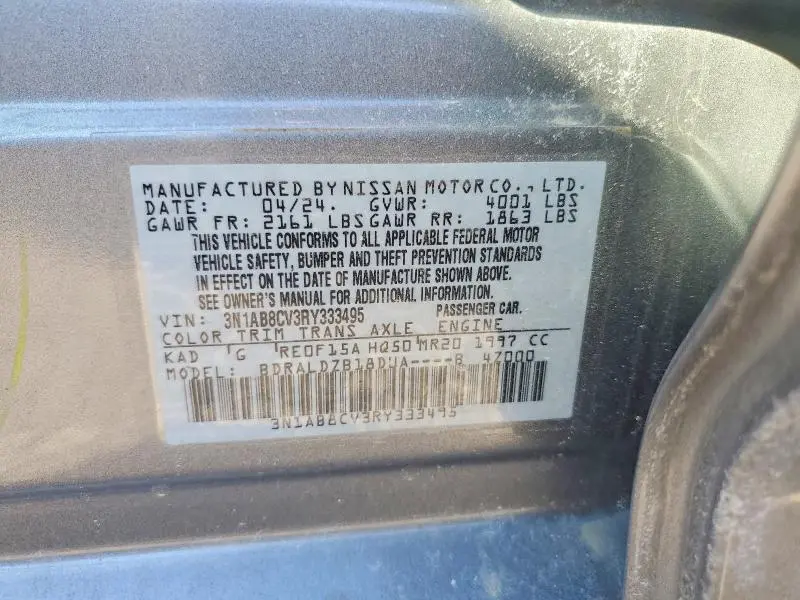 MANUFACTURED BY NISSAN MOTOR CO., LTD.
DATE: 04/24. GVWR: 4001 LBS
GAWR FR: 2161 LBS GAWR RR: 1863 LBS
THIS VEHICLE CONFORMS TO ALL APPLICABLE FEDERAL MOTOR
VEHICLE SAFETY, BUMPER AND THEFT PREVENTION STANDARDS
IN EFFECT ON THE DATE OF MANUFACTURE SHOWN ABOVE.
SEE OWNER'S MANUAL FOR ADDITIONAL INFORMATION.
VIN: 3N1AB8CV3RY333495 PASSENGER CAR.
COLOR TRIM TRANS AXLE ENGINE
KAD G RE0F15A HQ50 MR20 1997 CC
MODEL: BDRALDZB18DUA----B 4Z000
3N1AB8CV3RY333495